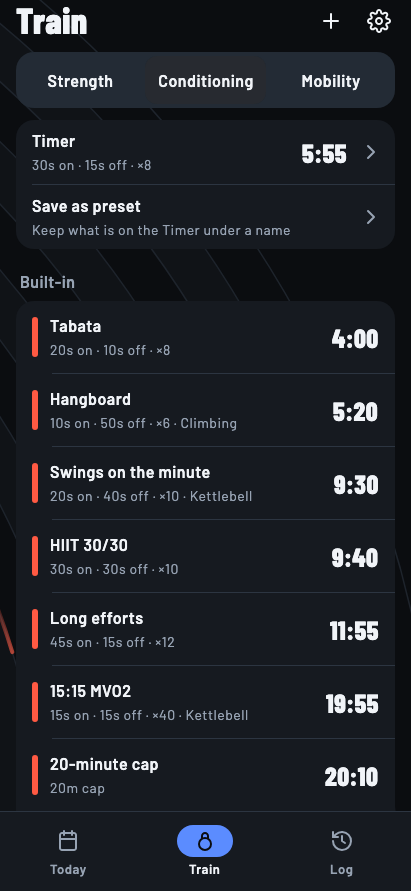 Train
Strength
Conditioning
Mobility
Timer
30s on · 15s off · ×8
5:55
Save as preset
Keep what is on the Timer under a name
Built-in
Tabata
20s on · 10s off · ×8
4:00
Hangboard
10s on · 50s off · ×6 · Climbing
5:20
Swings on the minute
20s on · 40s off · ×10 · Kettlebell
9:30
HIIT 30/30
30s on · 30s off · ×10
9:40
Long efforts
45s on · 15s off · ×12
11:55
15:15 MVO2
15s on · 15s off · ×40 · Kettlebell
19:55
20-minute cap
20m cap
20:10
Today
Train
Log